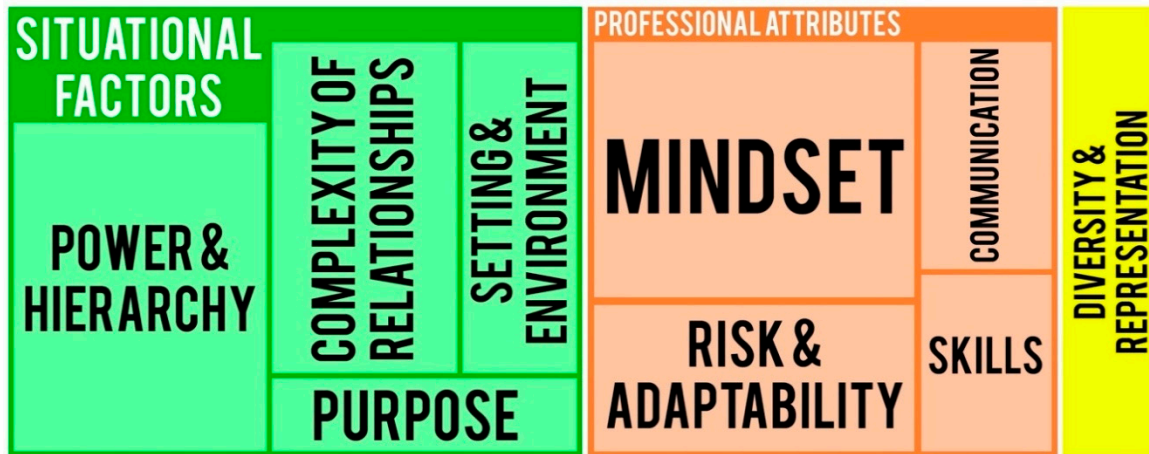 SITUATIONAL
FACTORS
POWER &
HIERARCHY
COMPLEXITY OF
RELATIONSHIPS
SETTING &
ENVIRONMENT
PURPOSE
PROFESSIONAL ATTRIBUTES
MINDSET
COMMUNICATION
RISK &
ADAPTABILITY
SKILLS
DIVERSITY &
REPRESENTATION